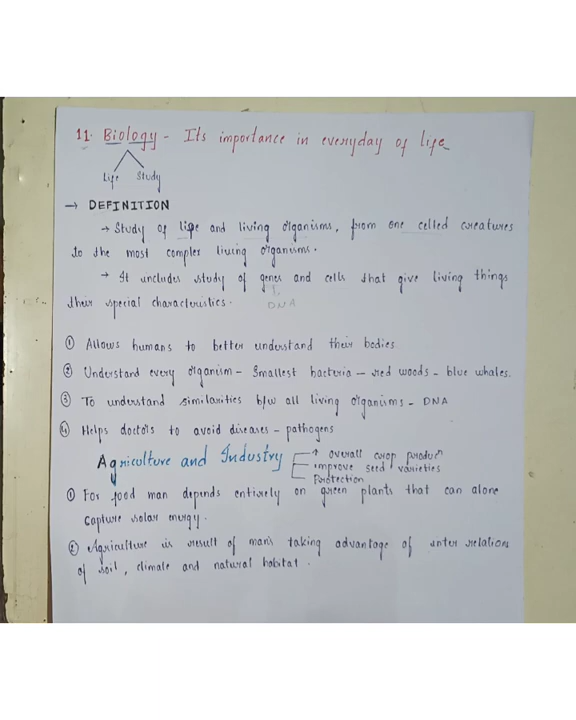 11. Biology - Its importance in everyday of life
Life Study
→ DEFINITION
→ Study of life and living organisms, from one celled creatures
to the most complex living organisms.
→ It includes study of genes and cells that give living things
their special characteristics. DNA
① Allows humans to better understand their bodies
② Understand every organism - Smallest bacteria - red woods - blue whales.
③ To understand similarities b/w all living organisms - DNA
④ Helps doctors to avoid diseases - pathogens
Agriculture and Industry
↑ overall crop productn
improve seed varieties
Protection
① For food man depends entirely on green plants that can alone
capture solar energy.
② Agriculture is result of mans taking advantage of inter relation
of soil, climate and natural habitat.